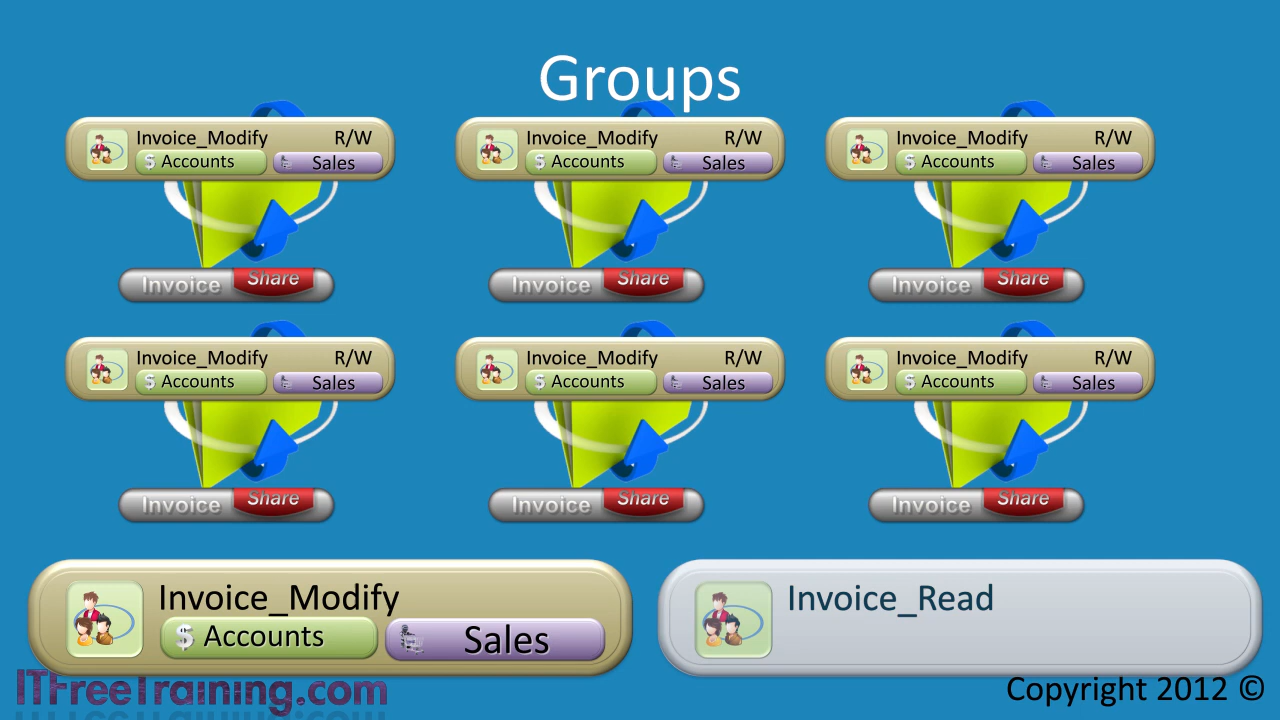 Groups
Invoice_Modify R/W Invoice_Modify R/W Invoice_Modify R/W
$ Accounts Sales $ Accounts Sales $ Accounts Sales
Invoice Share Invoice Share Invoice Share
Invoice_Modify R/W Invoice_Modify R/W Invoice_Modify R/W
$ Accounts Sales $ Accounts Sales $ Accounts Sales
Invoice Share Invoice Share Invoice Share
Invoice_Modify Invoice_Read
$ Accounts Sales
ITFreeTraining.com Copyright 2012 ©